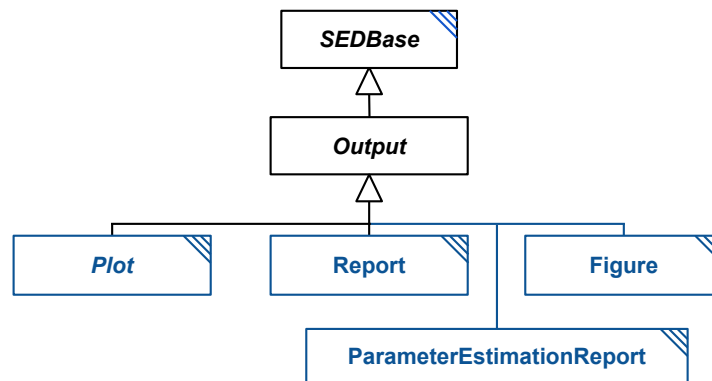 SEDBase
Output
Plot
Report
Figure
ParameterEstimationReport